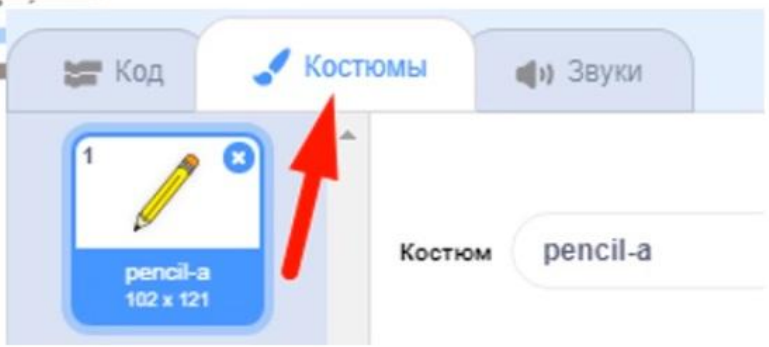 Код
Костюмы
Звуки
1
pencil-a
102 x 121
Костюм
pencil-a